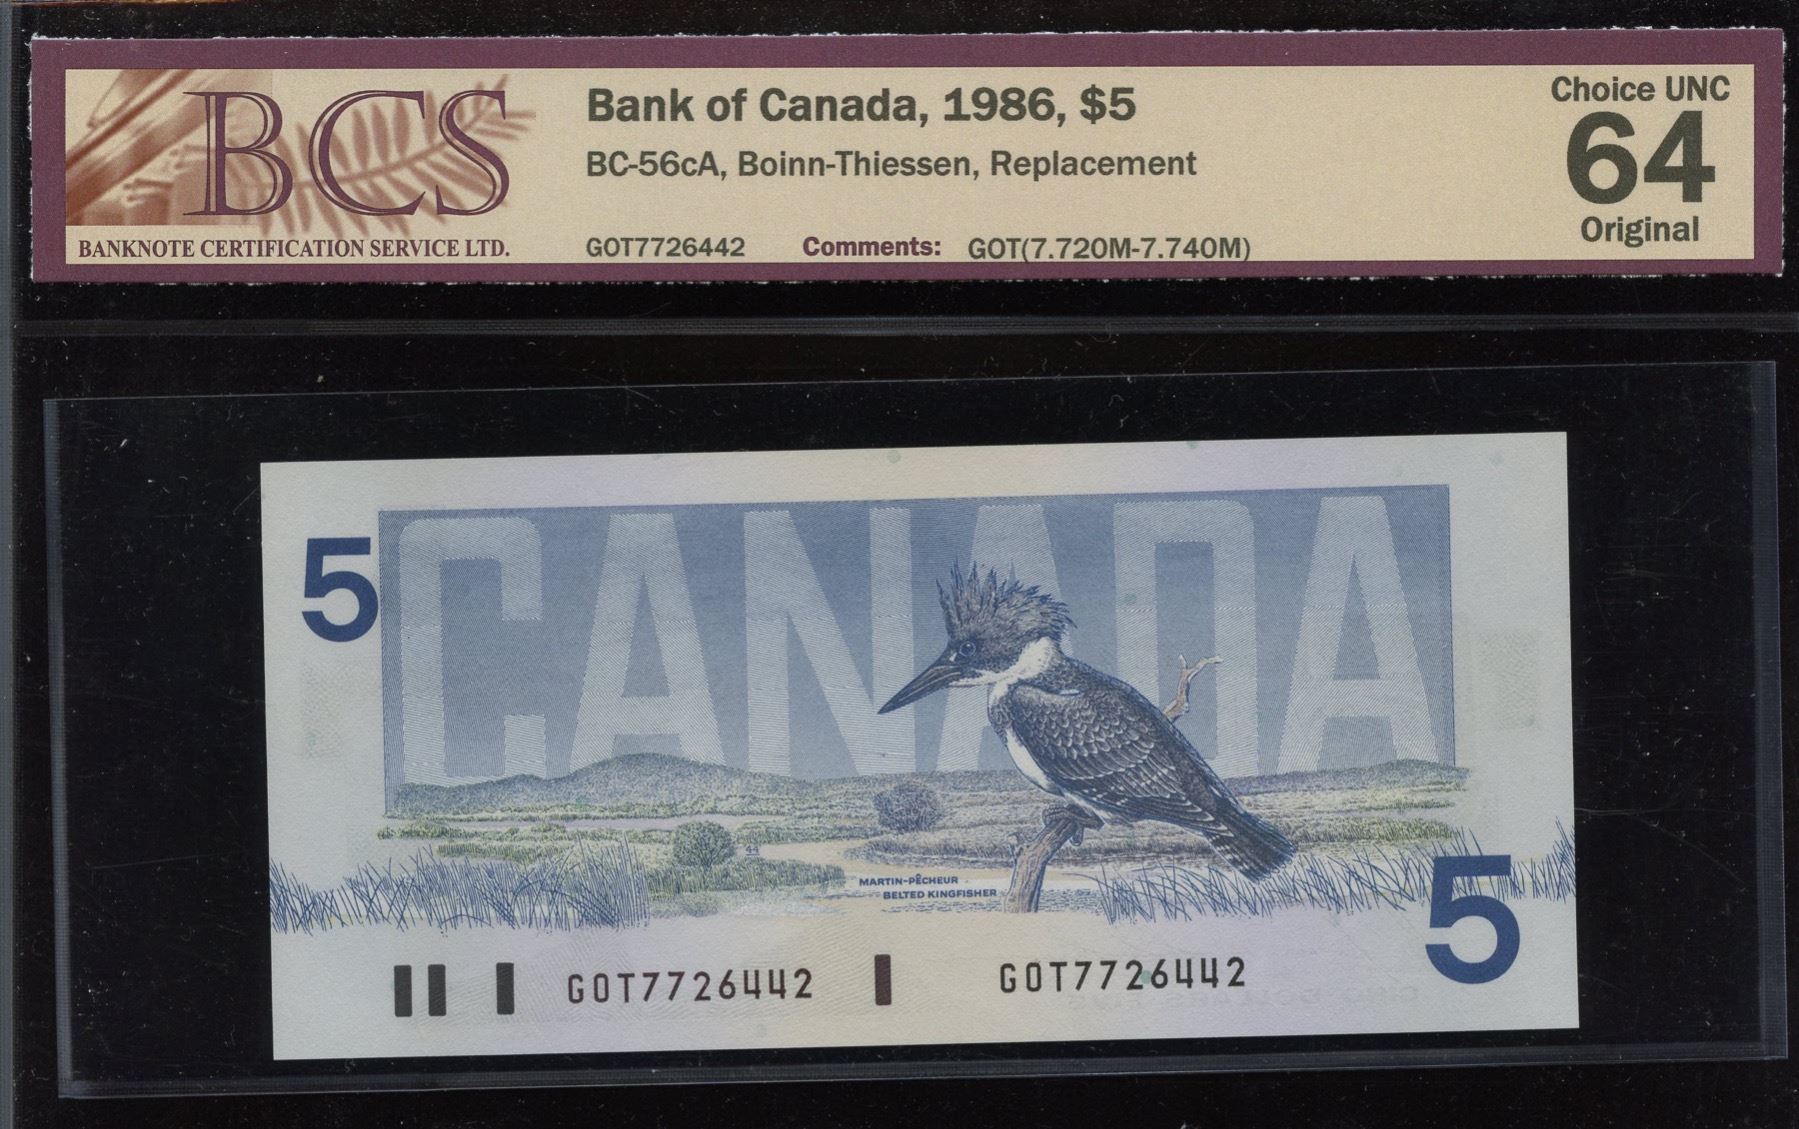 BCS
BANKNOTE CERTIFICATION SERVICE LTD.
Bank of Canada, 1986, $5
BC-56cA, Boinn-Thiessen, Replacement
GOT7726442 Comments: GOT(7.720M-7.740M)
Choice UNC
64
Original
5
CANADA
44
MARTIN-PÊCHEUR
BELTED KINGFISHER
5
GOT7726442 GOT7726442